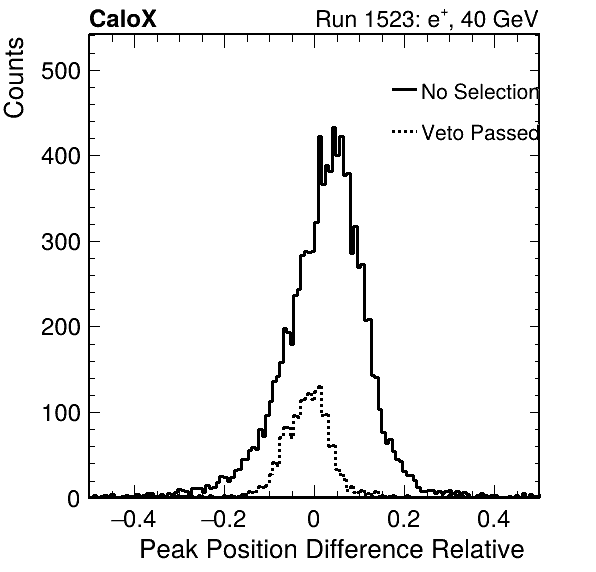 CaloX Run 1523: e⁺, 40 GeV
Counts
500
400
300
200
100
0
No Selection
Veto Passed
−0.4 −0.2 0 0.2 0.4
Peak Position Difference Relative